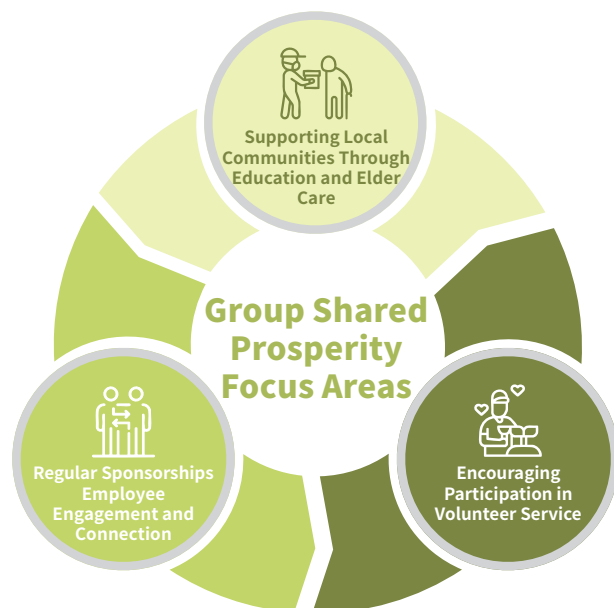 Supporting Local
Communities Through
Education and Elder
Care
Group Shared
Prosperity
Focus Areas
Regular Sponsorships
Employee
Engagement and
Connection
Encouraging
Participation in
Volunteer Service